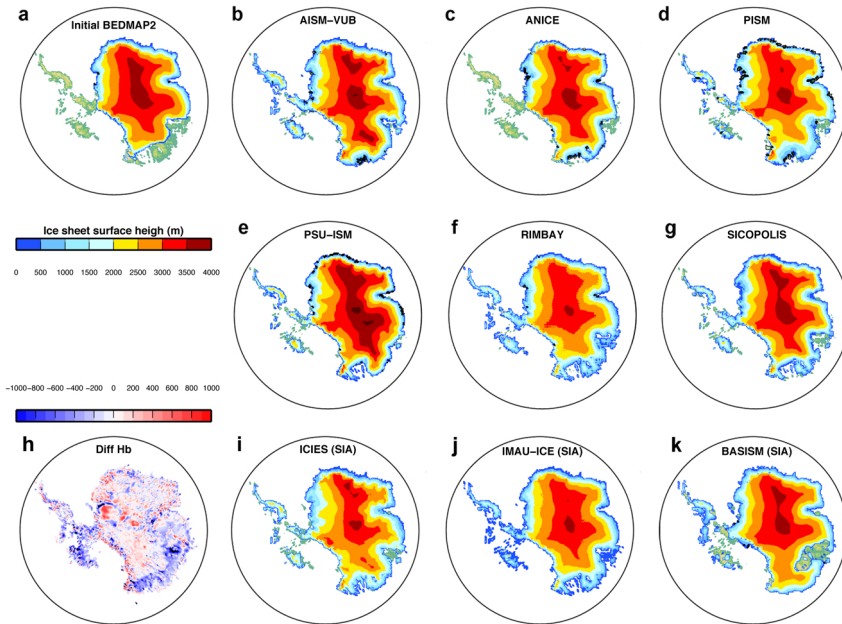 a Initial BEDMAP2
b AISM−VUB
c ANICE
d PISM
Ice sheet surface heigh (m)
0 500 1000 1500 2000 2500 3000 3500 4000
e PSU−ISM
f RIMBAY
g SICOPOLIS
−1000 −800 −600 −400 −200 0 200 400 600 800 1000
h Diff Hb
i ICIES (SIA)
j IMAU−ICE (SIA)
k BASISM (SIA)